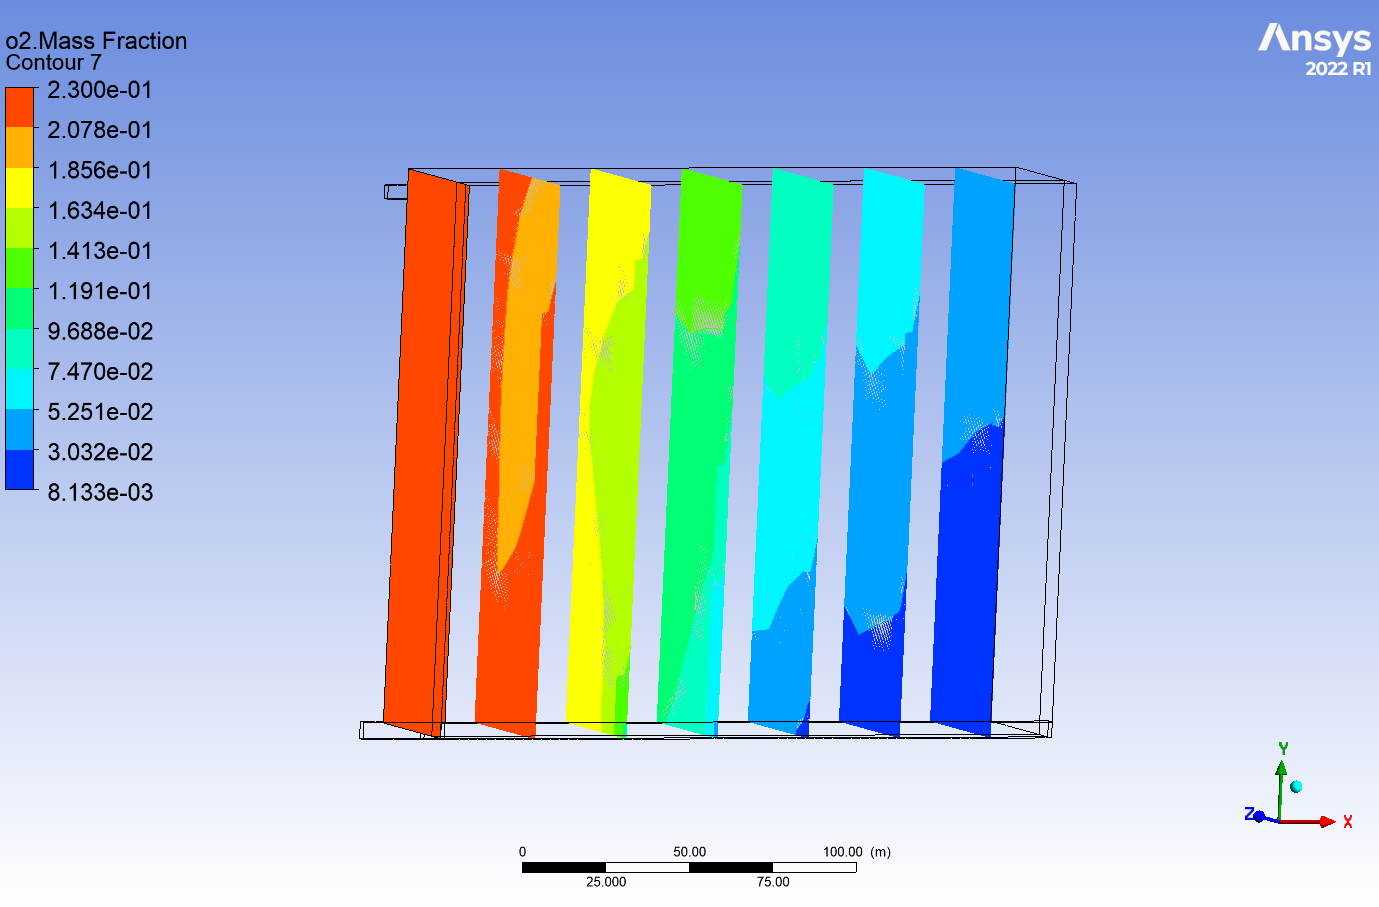 o2.Mass Fraction
Contour 7
2.300e-01
2.078e-01
1.856e-01
1.634e-01
1.413e-01
1.191e-01
9.688e-02
7.470e-02
5.251e-02
3.032e-02
8.133e-03
Ansys
2022 R1
Y
Z
X
0 50.00 100.00 (m)
25.000 75.00